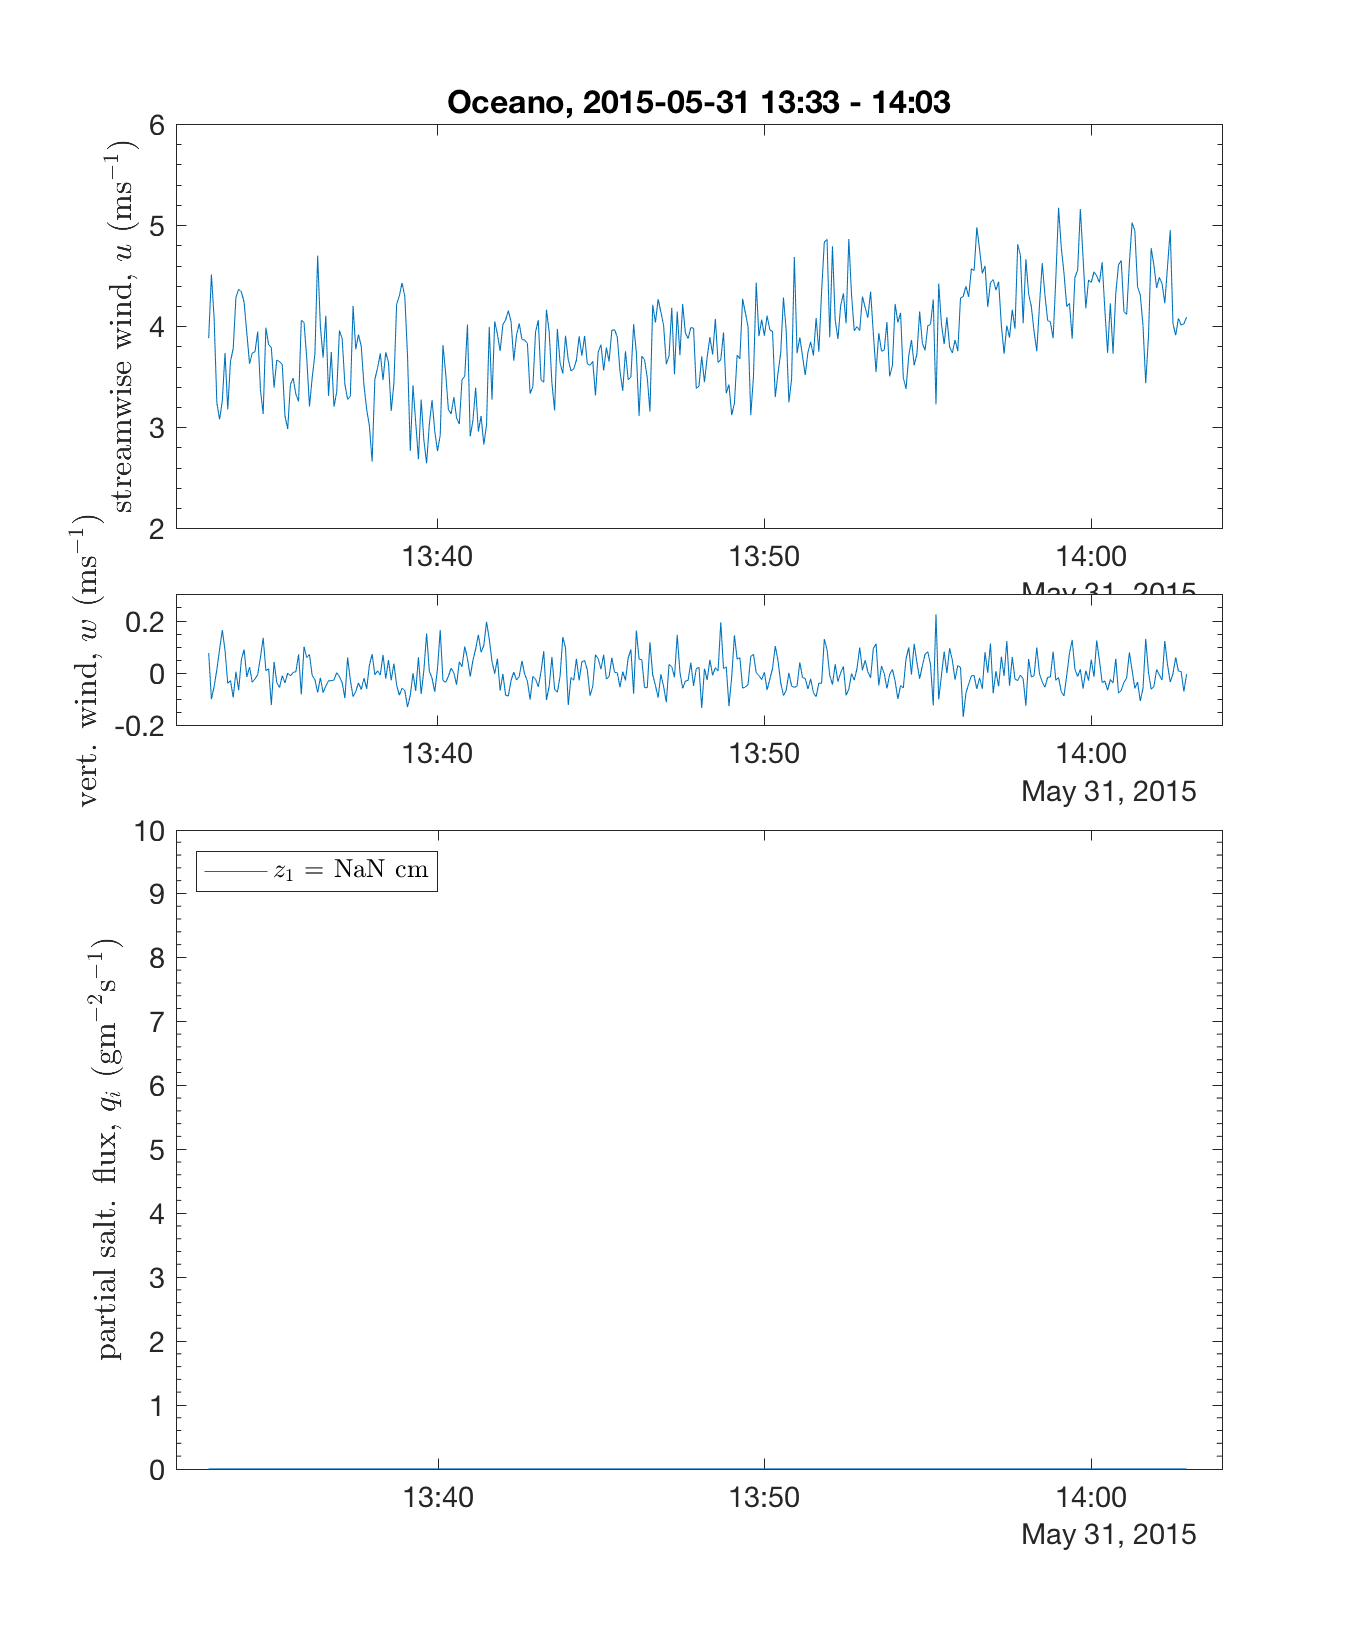 Oceano, 2015-05-31 13:33 - 14:03
streamwise wind, u (ms⁻¹)
6
5
4
3
2
13:40 13:50 14:00
May 31, 2015
vert. wind, w (ms⁻¹)
0.2
0
-0.2
13:40 13:50 14:00
May 31, 2015
partial salt. flux, qᵢ (gm⁻²s⁻¹)
z₁ = NaN cm
10
9
8
7
6
5
4
3
2
1
0
13:40 13:50 14:00
May 31, 2015